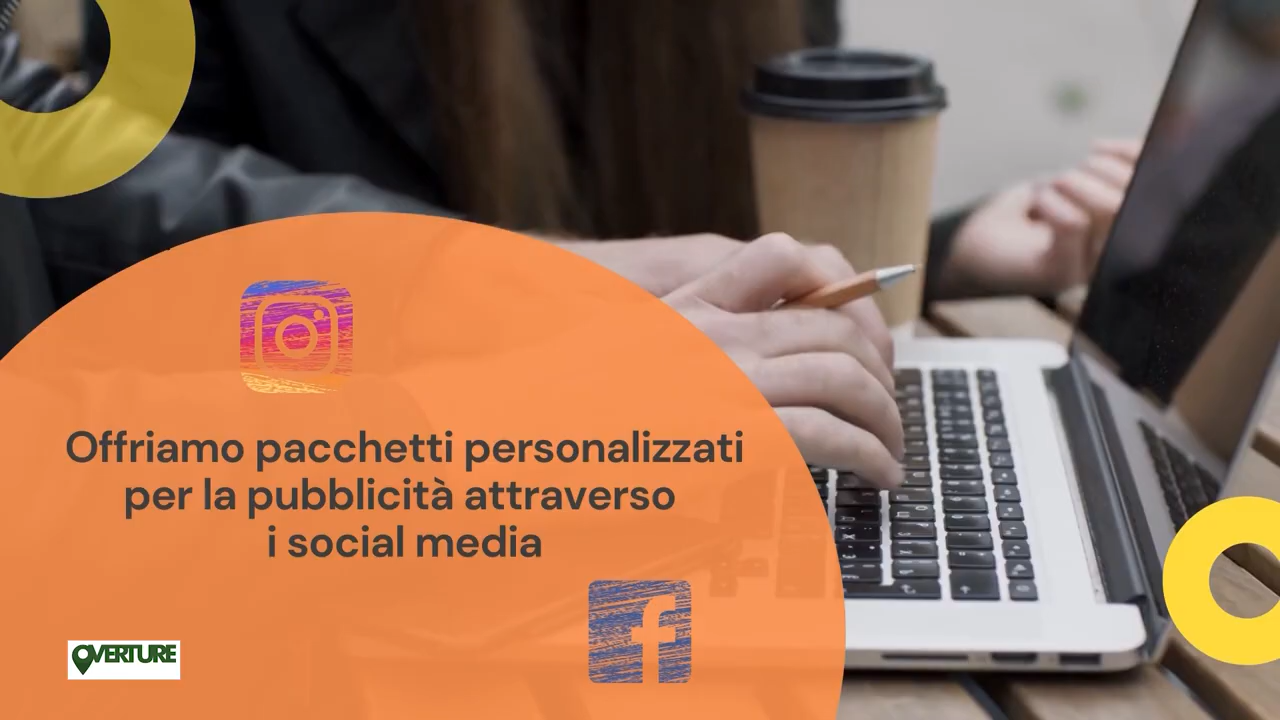 Offriamo pacchetti personalizzati
per la pubblicità attraverso
i social media
OVERTURE